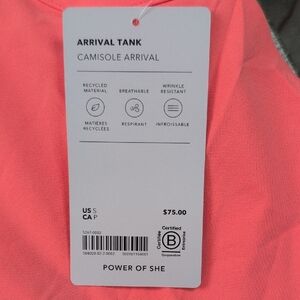 ARRIVAL TANK
CAMISOLE ARRIVAL
RECYCLED MATERIAL
BREATHABLE
WRINKLE RESISTANT
MATIÈRES RECYCLÉES
RESPIRANT
INFROISSABLE
US S
CA P
$75.00
Certified
B
Corporation
POWER OF SHE